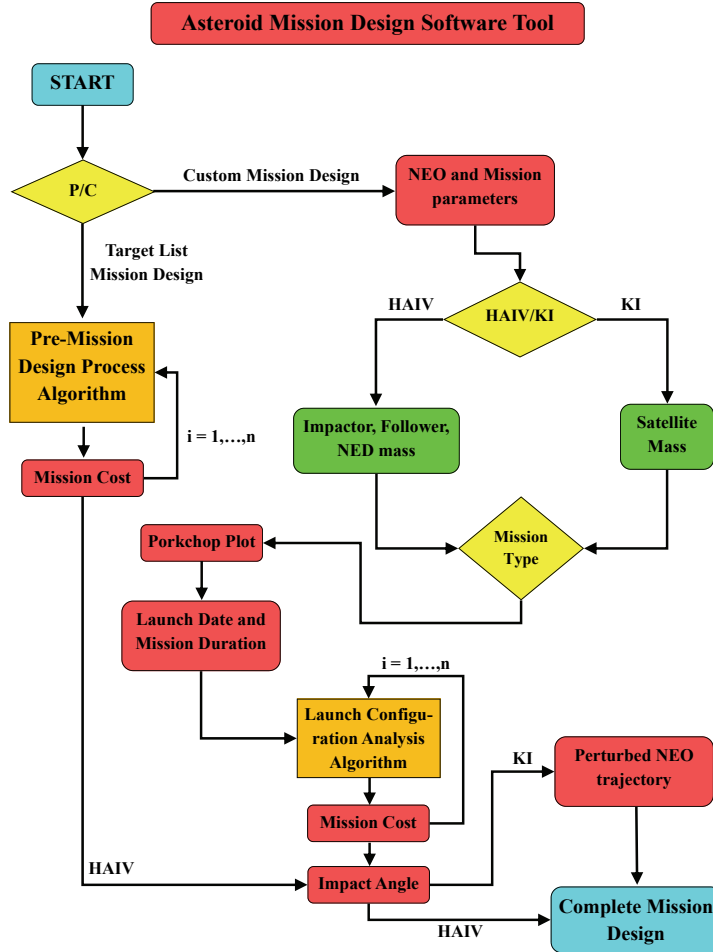 Asteroid Mission Design Software Tool
START
P/C
Custom Mission Design
NEO and Mission
parameters
Target List
Mission Design
HAIV
HAIV/KI
KI
Pre-Mission
Design Process
Algorithm
i = 1,…,n
Impactor, Follower,
NED mass
Satellite
Mass
Mission Cost
Mission
Type
Porkchop Plot
Launch Date and
Mission Duration
i = 1,…,n
Launch Configu-
ration Analysis
Algorithm
KI
Perturbed NEO
trajectory
Mission Cost
HAIV
Impact Angle
HAIV
Complete Mission
Design